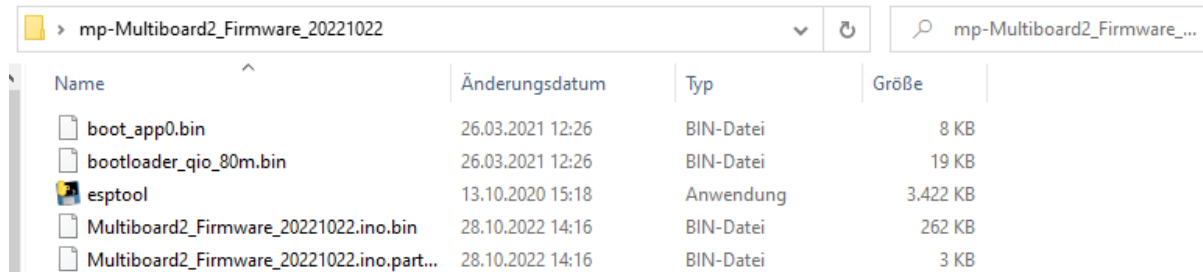 mp-Multiboard2_Firmware_20221022 mp-Multiboard2_Firmware_...
Name Änderungsdatum Typ Größe
boot_app0.bin 26.03.2021 12:26 BIN-Datei 8 KB
bootloader_qio_80m.bin 26.03.2021 12:26 BIN-Datei 19 KB
esptool 13.10.2020 15:18 Anwendung 3.422 KB
Multiboard2_Firmware_20221022.ino.bin 28.10.2022 14:16 BIN-Datei 262 KB
Multiboard2_Firmware_20221022.ino.part... 28.10.2022 14:16 BIN-Datei 3 KB